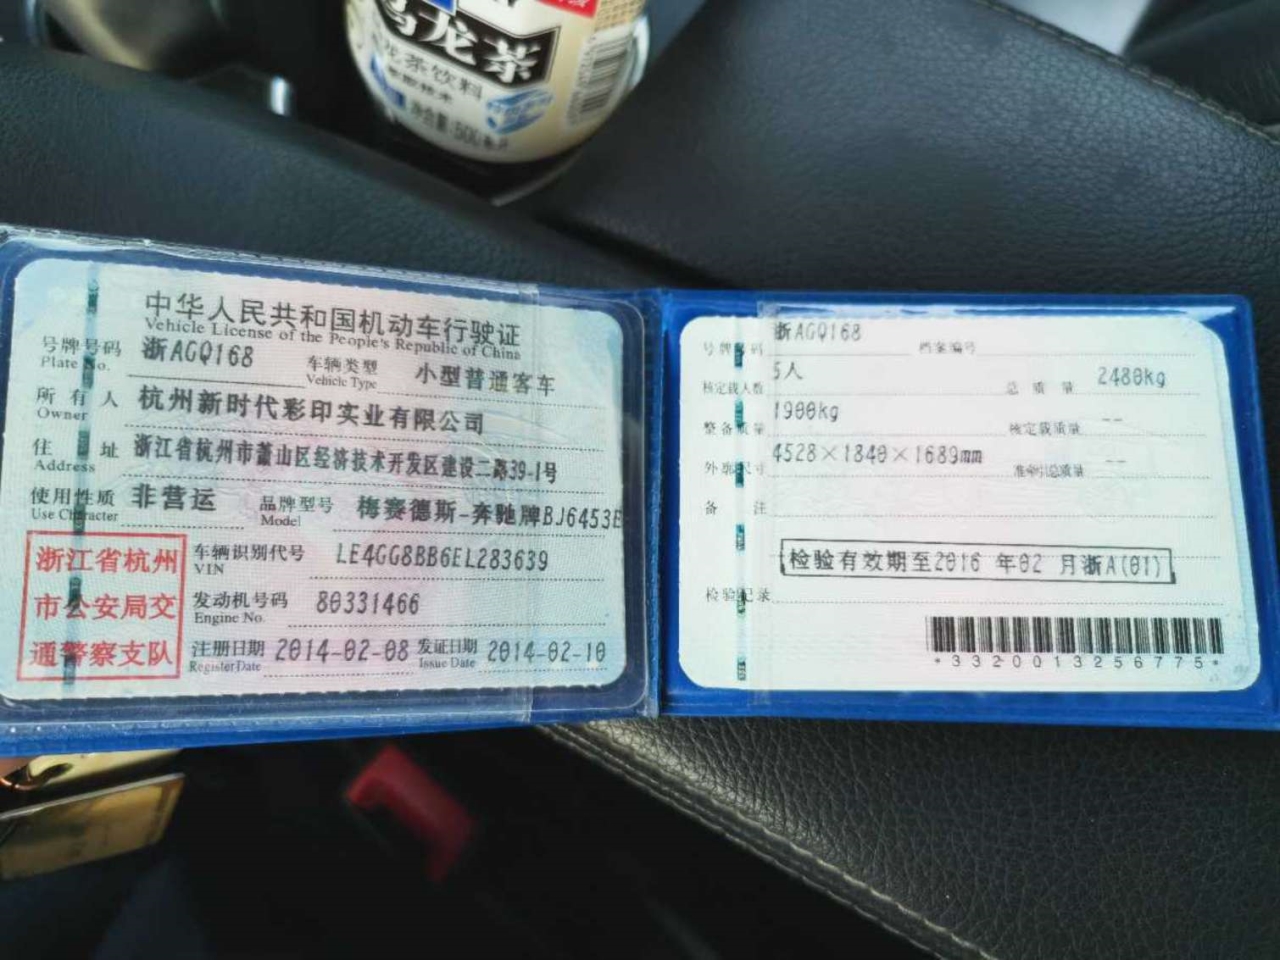 乌龙茶
龙茶饮料
净含量:500毫升
中华人民共和国机动车行驶证
Vehicle License of the People's Republic of China
号牌号码 浙AGQ168 车辆类型 小型普通客车
Plate No. Vehicle Type
所有人 杭州新时代彩印实业有限公司
Owner
住址 浙江省杭州市萧山区经济技术开发区建设二路39-1号
Address
使用性质 非营运 品牌型号 梅赛德斯-奔驰牌BJ6453E
Use Character Model
浙江省杭州
市公安局交
通警察支队
车辆识别代号 LE4GG8BB6EL283639
VIN
发动机号码 80331466
Engine No.
注册日期 2014-02-08 发证日期 2014-02-10
Register Date Issue Date
号牌号码 浙AGQ168 档案编号
核定载人数 5人 总质量 2480kg
整备质量 1900kg 核定载质量 --
外廓尺寸 4528×1840×1689mm 准牵引总质量 --
备注
检验有效期至2016 年02 月浙A(01)
检验记录
*3320013256775*